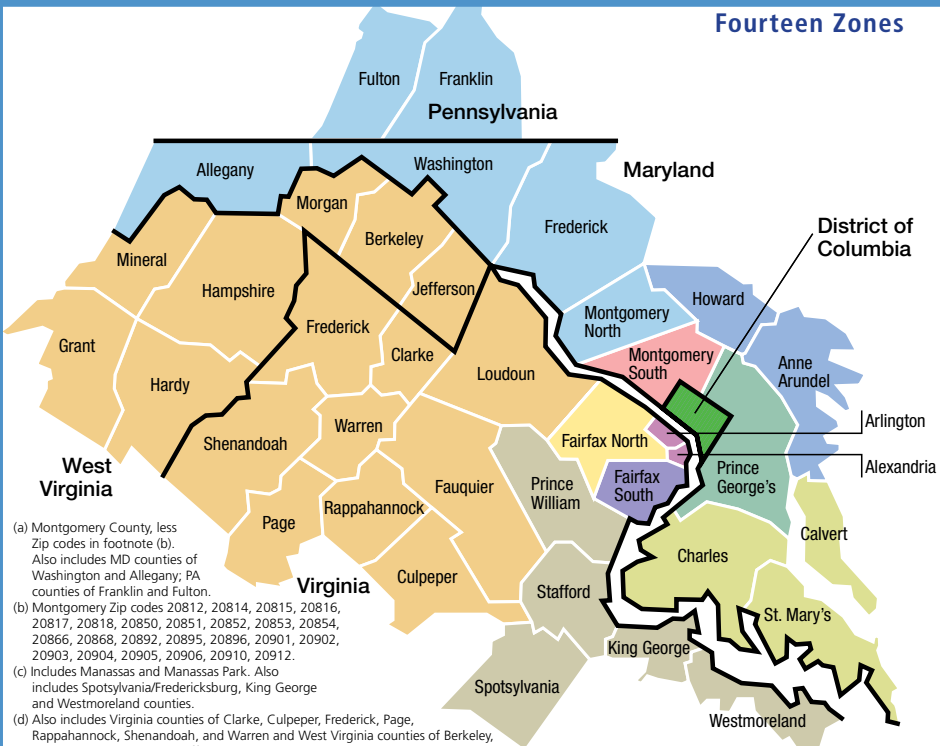 Fourteen Zones
Fulton
Franklin
Pennsylvania
Allegany
Washington
Maryland
Morgan
Frederick
District of
Columbia
Berkeley
Mineral
Hampshire
Jefferson
Howard
Montgomery
North
Frederick
Grant
Clarke
Montgomery
South
Anne
Arundel
Hardy
Loudoun
Arlington
Warren
Shenandoah
Fairfax North
Alexandria
West
Virginia
Prince
William
Fairfax
South
Prince
George's
Fauquier
Rappahannock
Page
Calvert
Charles
Virginia
Culpeper
Stafford
St. Mary's
King George
Spotsylvania
Westmoreland
(a) Montgomery County, less
Zip codes in footnote (b).
Also includes MD counties of
Washington and Allegany; PA
counties of Franklin and Fulton.
(b) Montgomery Zip codes 20812, 20814, 20815, 20816,
20817, 20818, 20850, 20851, 20852, 20853, 20854,
20866, 20868, 20892, 20895, 20896, 20901, 20902,
20903, 20904, 20905, 20906, 20910, 20912.
(c) Includes Manassas and Manassas Park. Also
includes Spotsylvania/Fredericksburg, King George
and Westmoreland counties.
(d) Also includes Virginia counties of Clarke, Culpeper, Frederick, Page,
Rappahannock, Shenandoah, and Warren and West Virginia counties of Berkeley,